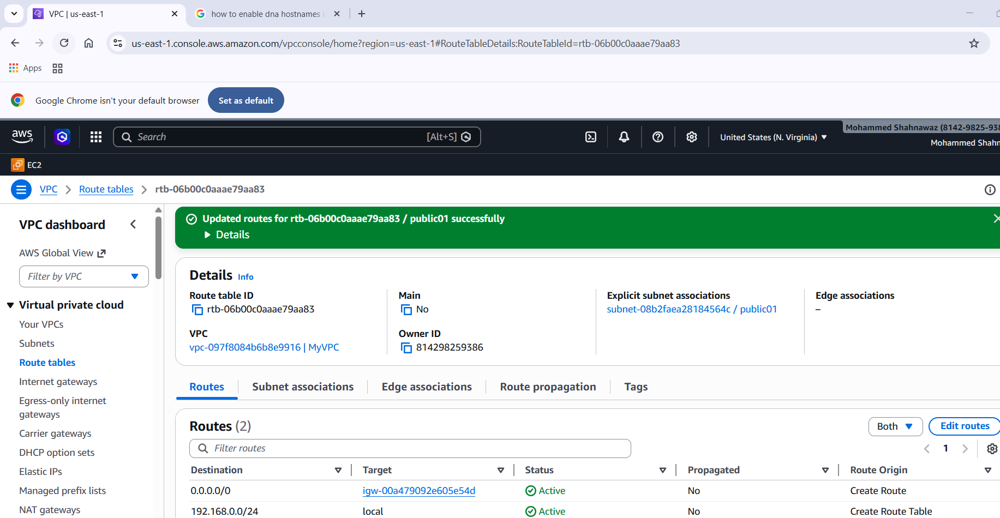 VPC | us-east-1
how to enable dna hostnames i
us-east-1.console.aws.amazon.com/vpcconsole/home?region=us-east-1#RouteTableDetails:RouteTableId=rtb-06b00c0aaae79aa83
Apps
Google Chrome isn't your default browser
Set as default
aws
Search
[Alt+S]
United States (N. Virginia)
Mohammed Shahnawaz (8142-9825-938
Mohammed Shahn
EC2
VPC
Route tables
rtb-06b00c0aaae79aa83
VPC dashboard
AWS Global View
Filter by VPC
Virtual private cloud
Your VPCs
Subnets
Route tables
Internet gateways
Egress-only internet
gateways
Carrier gateways
DHCP option sets
Elastic IPs
Managed prefix lists
NAT gateways
Updated routes for rtb-06b00c0aaae79aa83 / public01 successfully
Details
Details Info
Route table ID
rtb-06b00c0aaae79aa83
Main
No
Explicit subnet associations
subnet-08b2faea28184564c / public01
Edge associations
–
VPC
vpc-097f8084b6b8e9916 | MyVPC
Owner ID
814298259386
Routes
Subnet associations
Edge associations
Route propagation
Tags
Routes (2)
Both
Edit routes
Filter routes
1
Destination Target Status Propagated Route Origin
0.0.0.0/0 igw-00a479092e605e54d Active No Create Route
192.168.0.0/24 local Active No Create Route Table